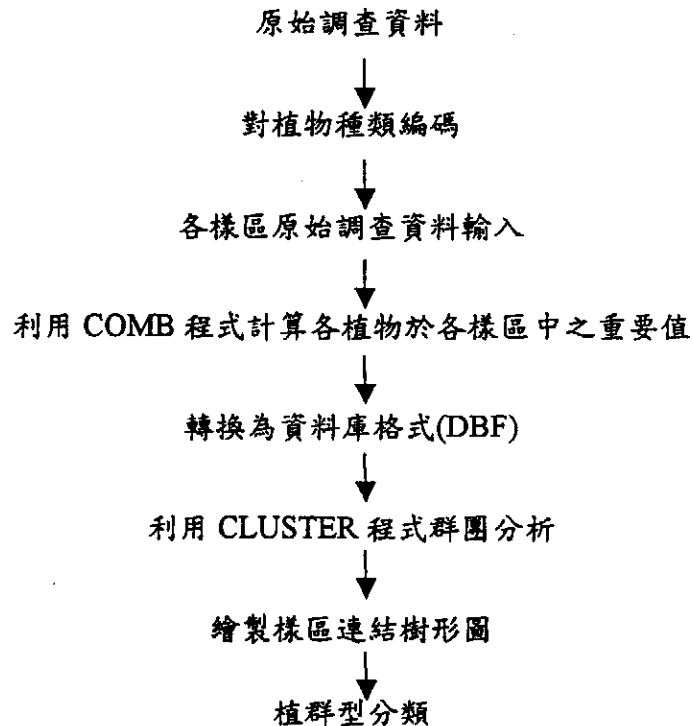 原始調查資料
對植物種類編碼
各樣區原始調查資料輸入
利用 COMB 程式計算各植物於各樣區中之重要值
轉換為資料庫格式(DBF)
利用 CLUSTER 程式群團分析
繪製樣區連結樹形圖
植群型分類